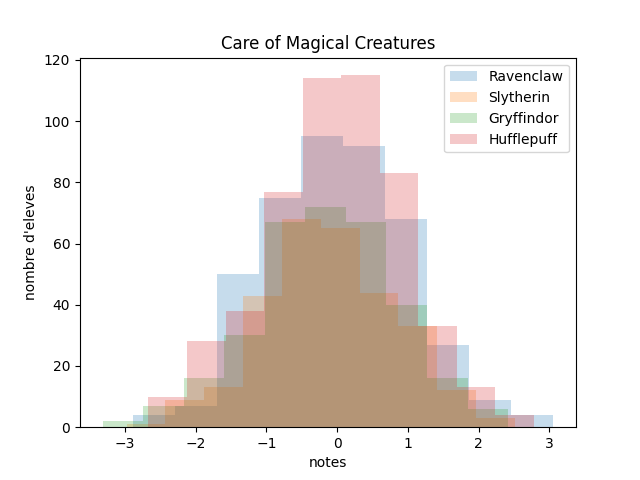 Care of Magical Creatures
Ravenclaw
Slytherin
Gryffindor
Hufflepuff
120
100
80
60
40
20
0
nombre d'eleves
−3 −2 −1 0 1 2 3
notes